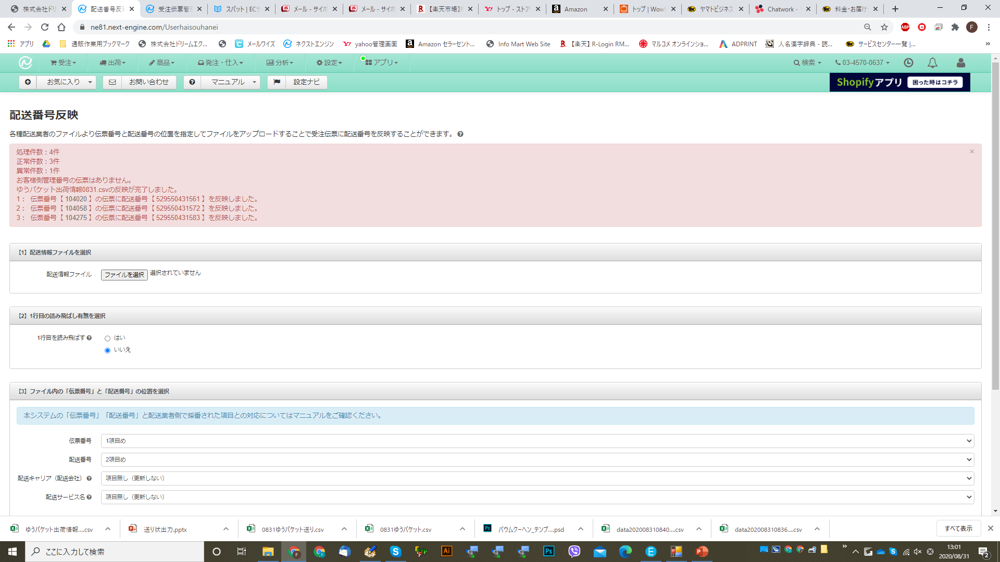 株式会社ドリ
配送番号反
受注伝票管
スパット | ECサ
メール - サイボ
メール - サイボ
【楽天市場】
トップ - ストア
Amazon
トップ | Wow!
ヤマトビジネス
Chatwork -
料金・お届け
ne81.next-engine.com/Userhaisouhanei
アプリ
通販作業用ブックマーク
株式会社ドリームエク...
メールワイズ
ネクストエンジン
yahoo管理画面
Amazon セラーセント...
Info Mart Web Site
【楽天】R-Login RM...
マルコメ オンラインショ...
ADPRINT
人名漢字辞典 - 読...
サービスセンター一覧 |...
受注
出荷
商品
発注・仕入
分析
設定
アプリ
検索
03-4570-0637
お気に入り
お問い合わせ
マニュアル
設定ナビ
Shopifyアプリ 困った時はコチラ
配送番号反映
各種配送業者のファイルより伝票番号と配送番号の位置を指定してファイルをアップロードすることで受注伝票に配送番号を反映することができます。
処理件数:4件
正常件数:3件
異常件数:1件
お客様側管理番号の伝票はありません。
ゆうパケット出荷情報0831.csvの反映が完了しました。
1: 伝票番号【 104020 】の伝票に配送番号【 529550431561 】を反映しました。
2: 伝票番号【 104058 】の伝票に配送番号【 529550431572 】を反映しました。
3: 伝票番号【 104275 】の伝票に配送番号【 529550431583 】を反映しました。
【1】配送情報ファイルを選択
配送情報ファイル ファイルを選択 選択されていません
【2】1行目の読み飛ばし有無を選択
1行目を読み飛ばす はい
いいえ
【3】ファイル内の「伝票番号」と「配送番号」の位置を選択
本システムの「伝票番号」「配送番号」と配送業者側で採番された項目との対応についてはマニュアルをご確認ください。
伝票番号 1項目め
配送番号 2項目め
配送キャリア（配送会社） 項目無し（更新しない）
配送サービス名 項目無し（更新しない）
ゆうパケット出荷情報....csv
送り状出力.pptx
0831ゆうパケット送り.csv
0831ゆうパケット.csv
バウムクーヘン_テンプ....psd
data202008310840....csv
data202008310836....csv
すべて表示
ここに入力して検索
13:01
2020/08/31